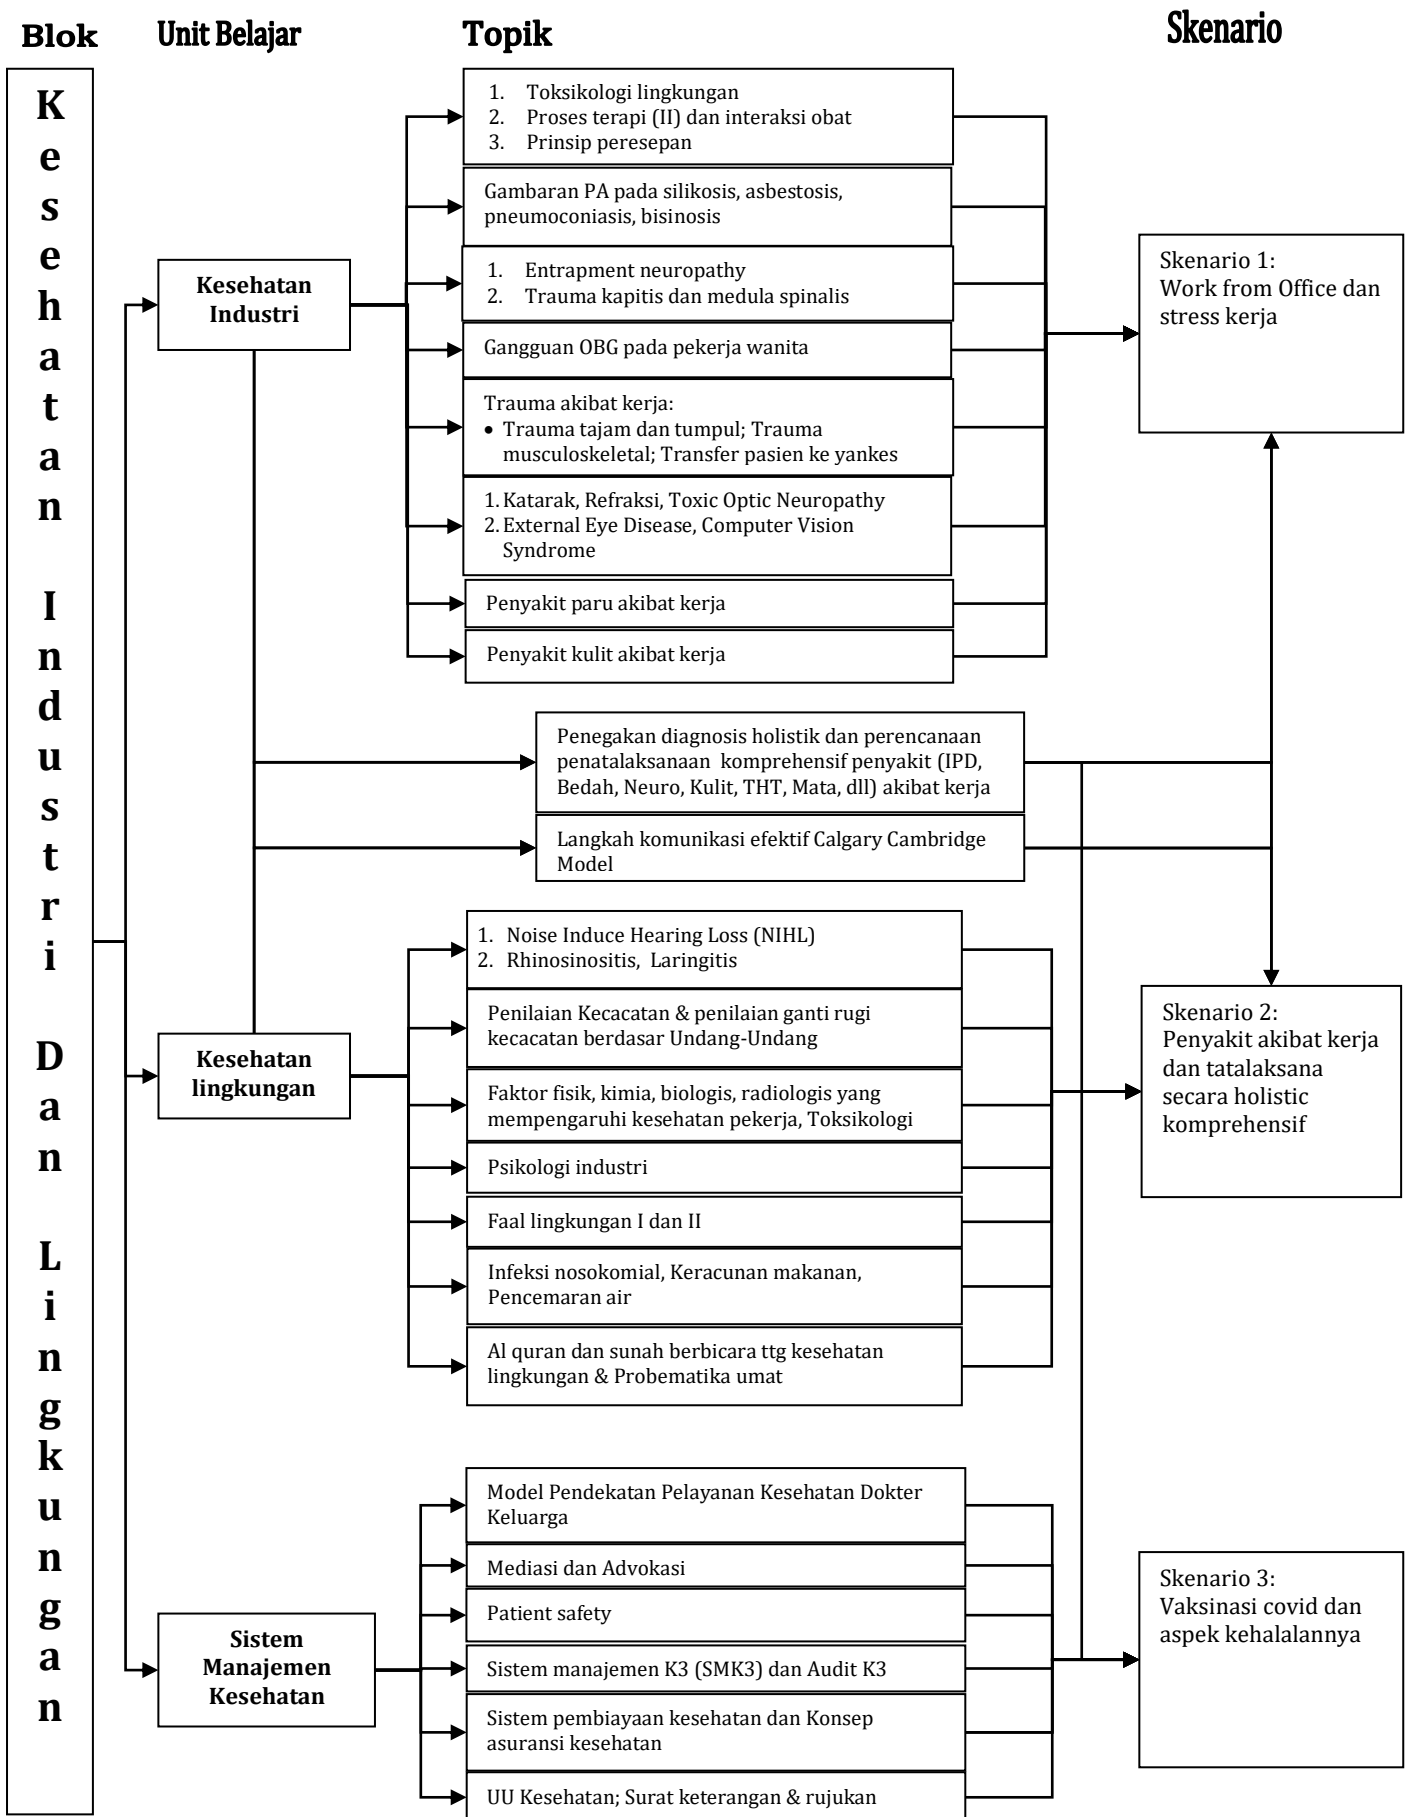 Blok
Unit Belajar
Topik
Skenario
K
e
s
e
h
a
t
a
n
I
n
d
u
s
t
r
i
D
a
n
L
i
n
g
k
u
n
g
a
n
Kesehatan
Industri
1. Toksikologi lingkungan
2. Proses terapi (II) dan interaksi obat
3. Prinsip peresepan
Gambaran PA pada silikosis, asbestosis,
pneumoconiasis, bisinosis
1. Entrapment neuropathy
2. Trauma kapitis dan medula spinalis
Gangguan OBG pada pekerja wanita
Trauma akibat kerja:
• Trauma tajam dan tumpul; Trauma
musculoskeletal; Transfer pasien ke yankes
1. Katarak, Refraksi, Toxic Optic Neuropathy
2. External Eye Disease, Computer Vision
Syndrome
Penyakit paru akibat kerja
Penyakit kulit akibat kerja
Skenario 1:
Work from Office dan
stress kerja
Penegakan diagnosis holistik dan perencanaan
penatalaksanaan komprehensif penyakit (IPD,
Bedah, Neuro, Kulit, THT, Mata, dll) akibat kerja
Langkah komunikasi efektif Calgary Cambridge
Model
Kesehatan
lingkungan
1. Noise Induce Hearing Loss (NIHL)
2. Rhinosinositis, Laringitis
Penilaian Kecacatan & penilaian ganti rugi
kecacatan berdasar Undang-Undang
Faktor fisik, kimia, biologis, radiologis yang
mempengaruhi kesehatan pekerja, Toksikologi
Psikologi industri
Faal lingkungan I dan II
Infeksi nosokomial, Keracunan makanan,
Pencemaran air
Al quran dan sunah berbicara ttg kesehatan
lingkungan & Probematika umat
Skenario 2:
Penyakit akibat kerja
dan tatalaksana
secara holistic
komprehensif
Sistem
Manajemen
Kesehatan
Model Pendekatan Pelayanan Kesehatan Dokter
Keluarga
Mediasi dan Advokasi
Patient safety
Sistem manajemen K3 (SMK3) dan Audit K3
Sistem pembiayaan kesehatan dan Konsep
asuransi kesehatan
UU Kesehatan; Surat keterangan & rujukan
Skenario 3:
Vaksinasi covid dan
aspek kehalalannya